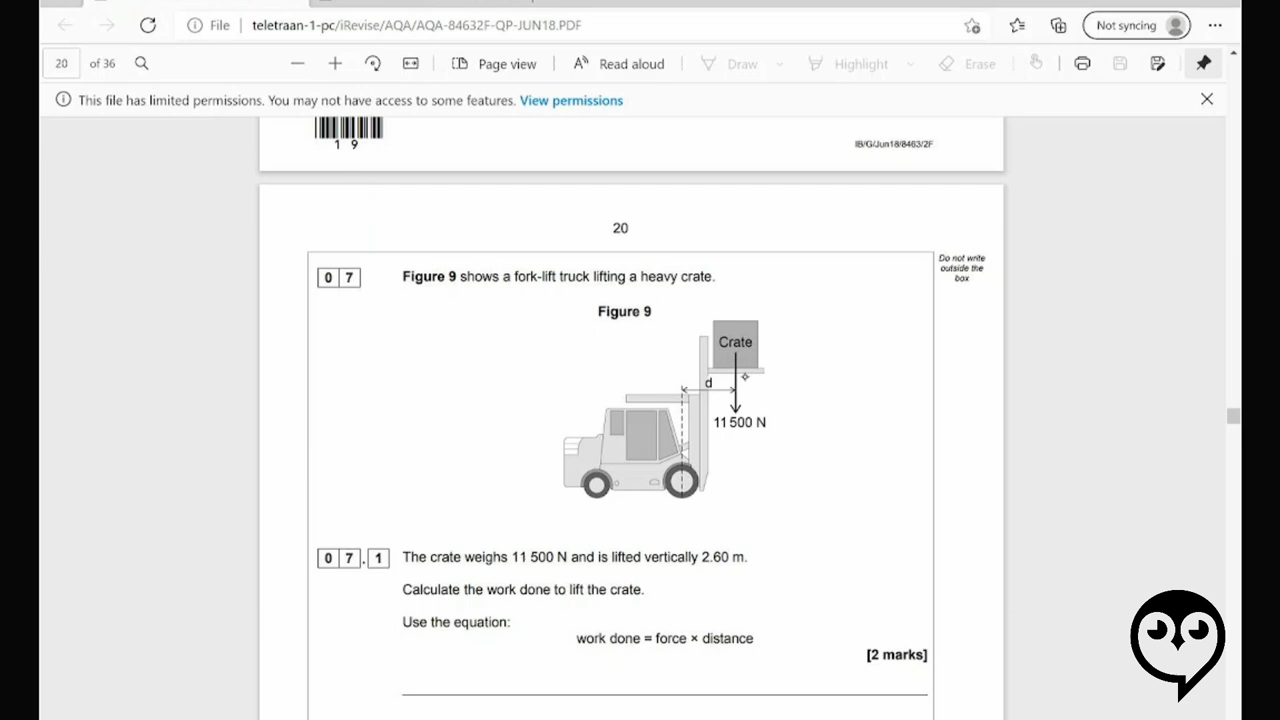 File teletraan-1-pc/iRevise/AQA/AQA-84632F-QP-JUN18.PDF Not syncing
20 of 36 Page view Read aloud Draw Highlight Erase
This file has limited permissions. You may not have access to some features. View permissions
1 9
IB/G/Jun18/8463/2F
20
Do not write
outside the
box
0 7 Figure 9 shows a fork-lift truck lifting a heavy crate.
Figure 9
Crate
d
11 500 N
0 7 . 1 The crate weighs 11 500 N and is lifted vertically 2.60 m.
Calculate the work done to lift the crate.
Use the equation:
work done = force × distance
[2 marks]